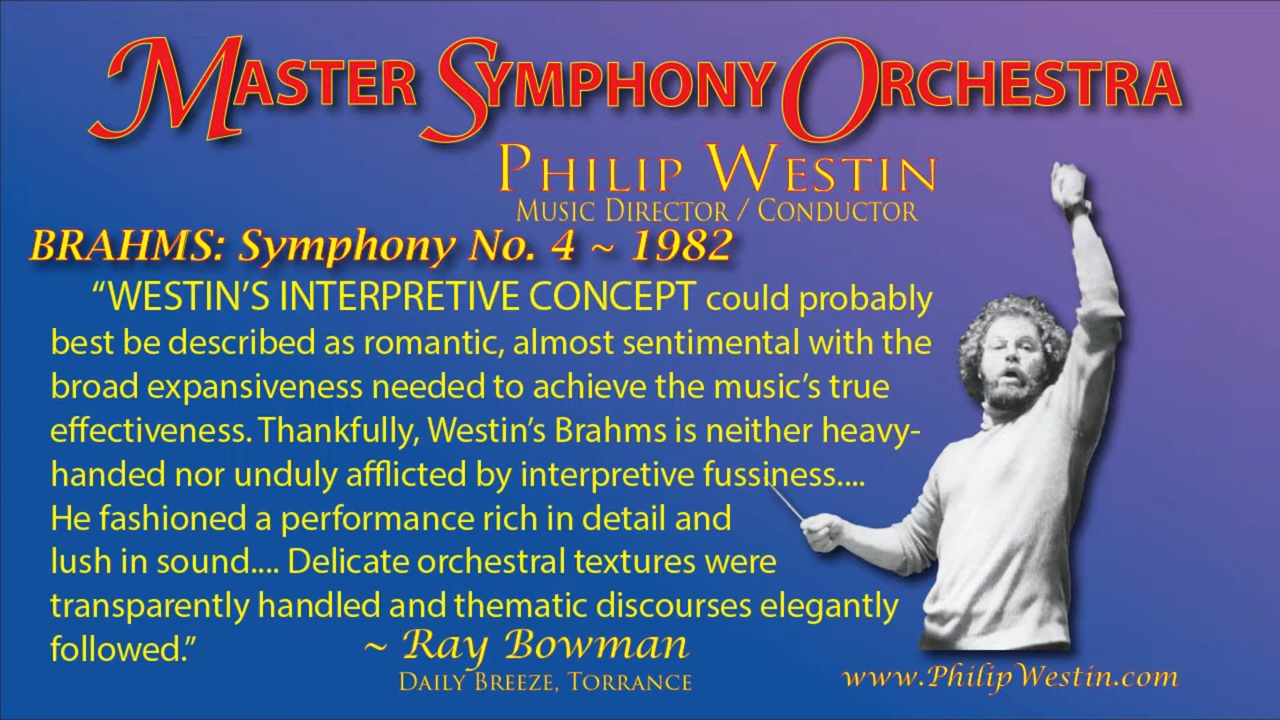 MASTER SYMPHONY ORCHESTRA
PHILIP WESTIN
MUSIC DIRECTOR / CONDUCTOR
BRAHMS: Symphony No. 4 ~ 1982
“WESTIN’S INTERPRETIVE CONCEPT could probably
best be described as romantic, almost sentimental with the
broad expansiveness needed to achieve the music’s true
effectiveness. Thankfully, Westin’s Brahms is neither heavy-
handed nor unduly afflicted by interpretive fussiness....
He fashioned a performance rich in detail and
lush in sound.... Delicate orchestral textures were
transparently handled and thematic discourses elegantly
followed.”
~ Ray Bowman
DAILY BREEZE, TORRANCE
www.PhilipWestin.com